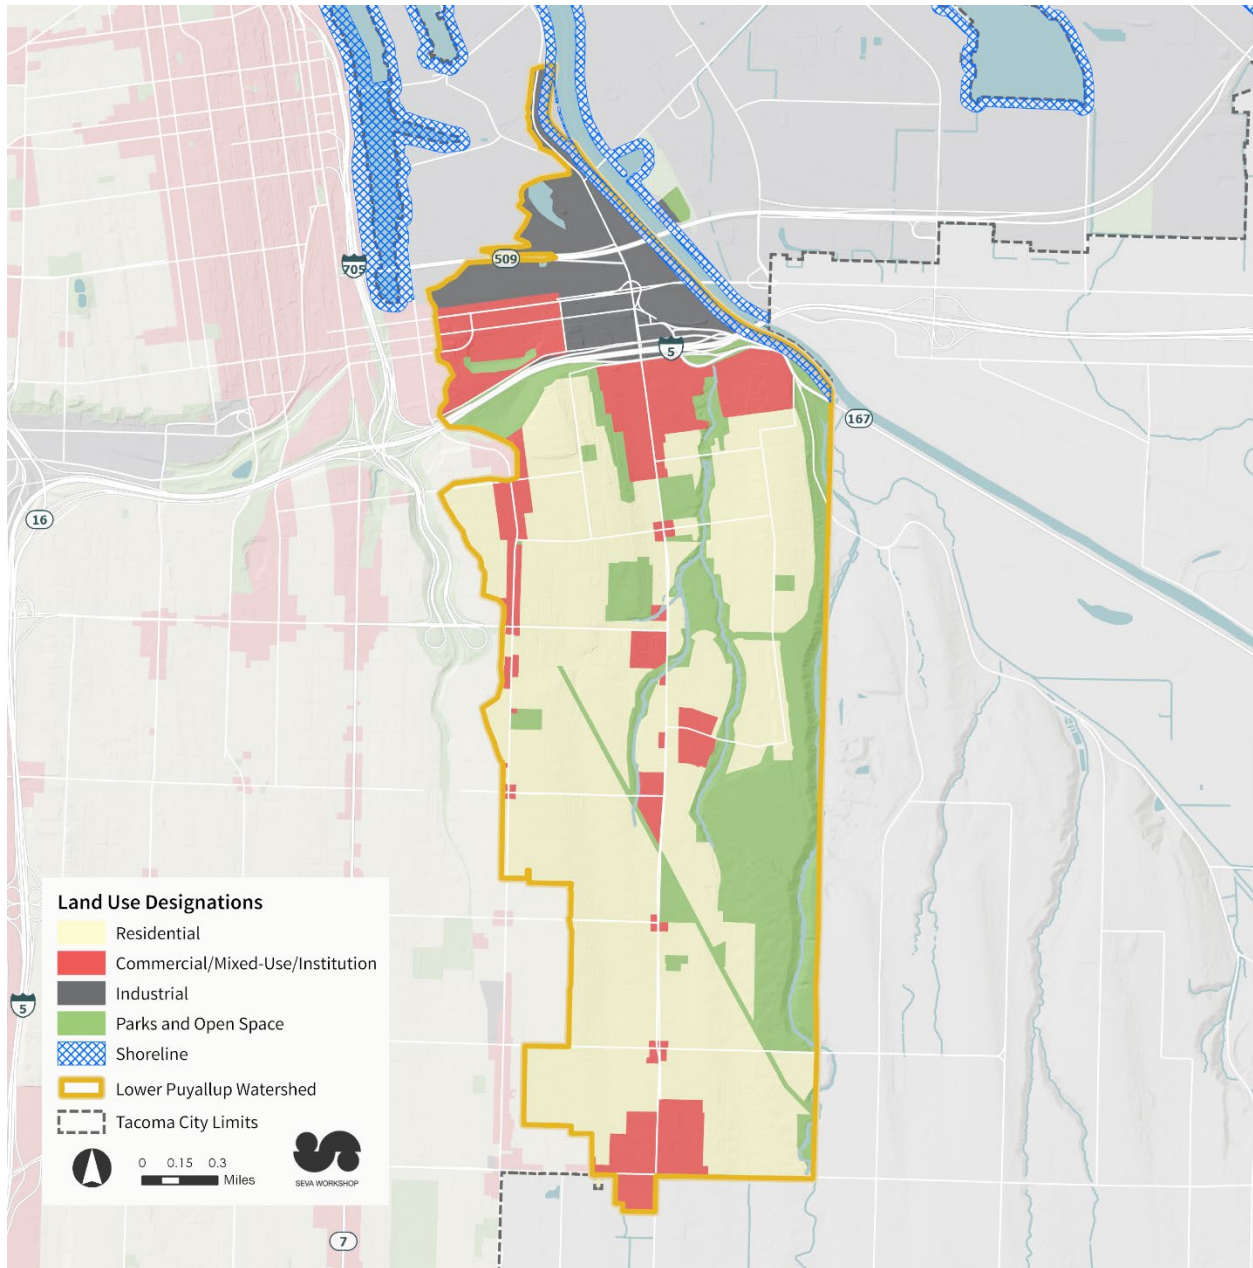 705
509
5
167
16
Land Use Designations
Residential
Commercial/Mixed-Use/Institution
Industrial
Parks and Open Space
Shoreline
5
Lower Puyallup Watershed
Tacoma City Limits
0 0.15 0.3
Miles
SEVA WORKSHOP
7